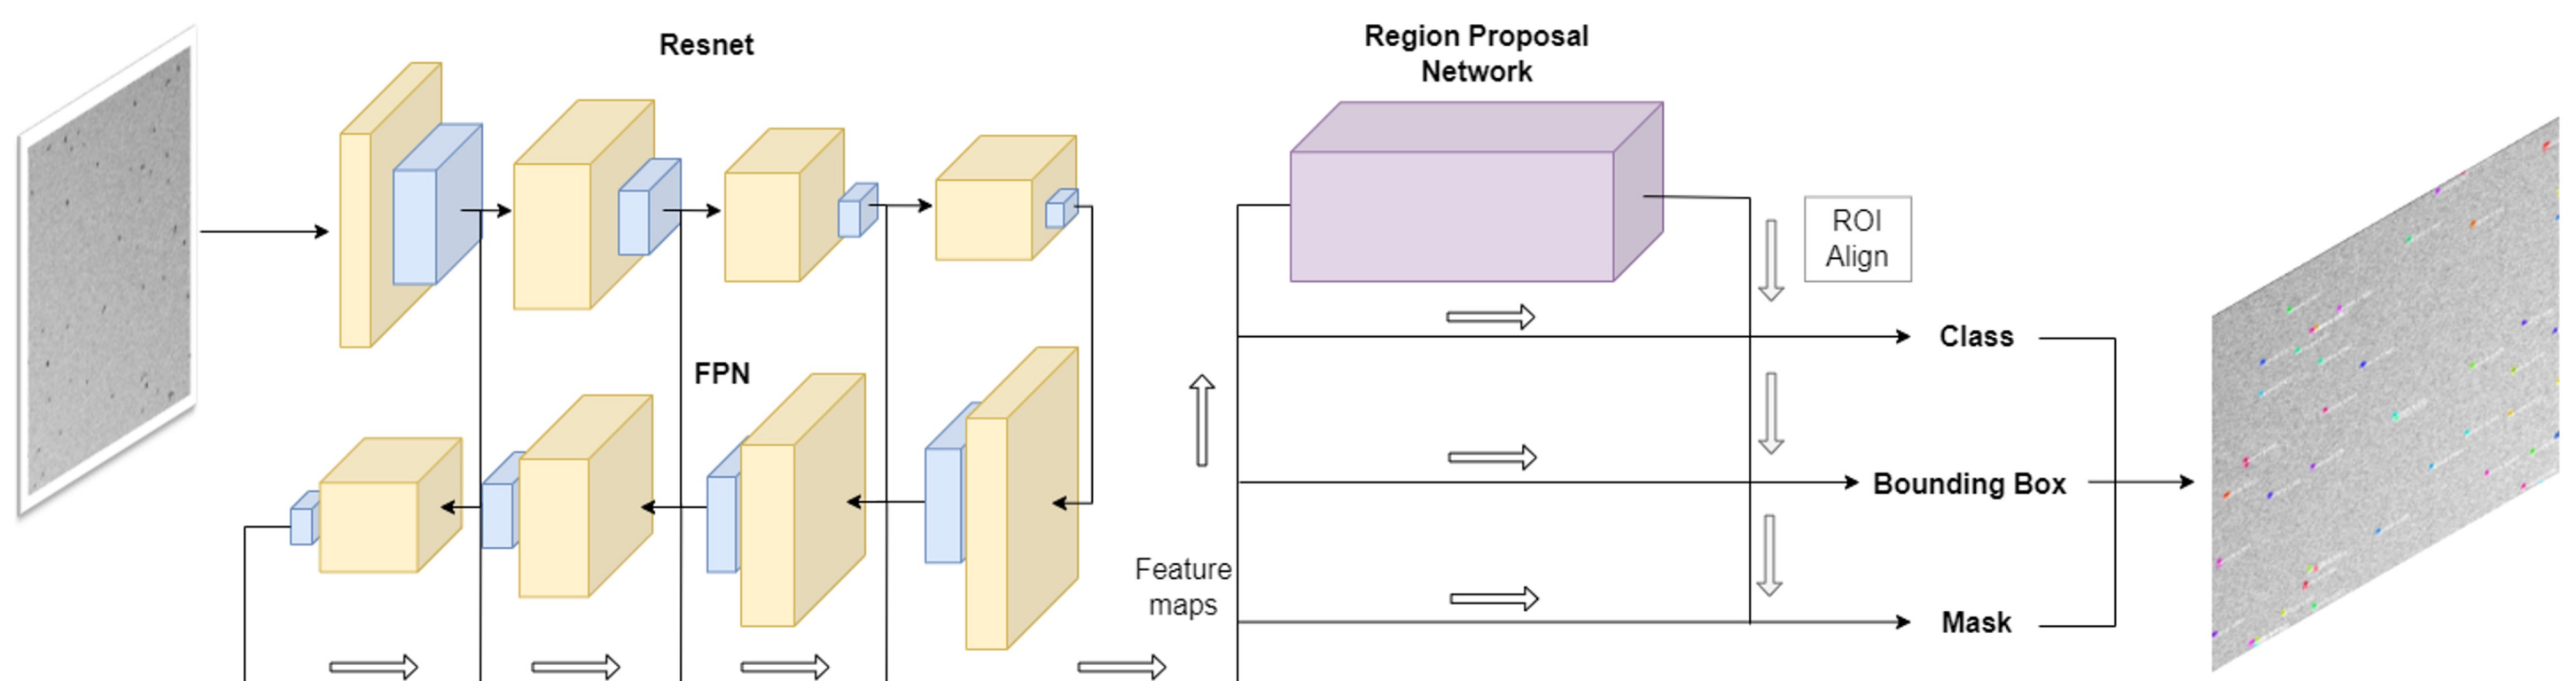 Resnet
Region Proposal
Network
ROI
Align
Class
FPN
Bounding Box
Feature
maps
Mask